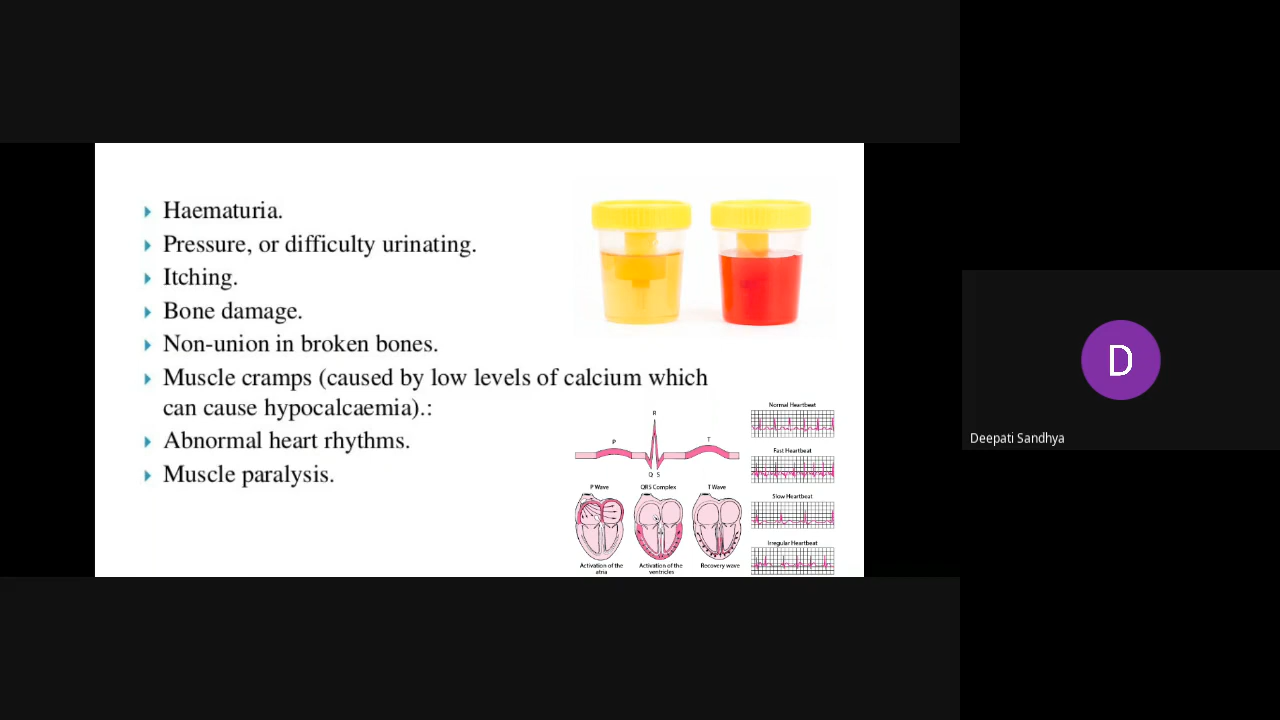 Haematuria.
Pressure, or difficulty urinating.
Itching.
Bone damage.
Non-union in broken bones.
Muscle cramps (caused by low levels of calcium which
can cause hypocalcaemia).:
Abnormal heart rhythms.
Muscle paralysis.
R
P
T
Q S
P Wave
QRS Complex
T Wave
Activation of the
atria
Activation of the
ventricles
Recovery wave
Normal Heartbeat
Fast Heartbeat
Slow Heartbeat
Irregular Heartbeat
D
Deepati Sandhya